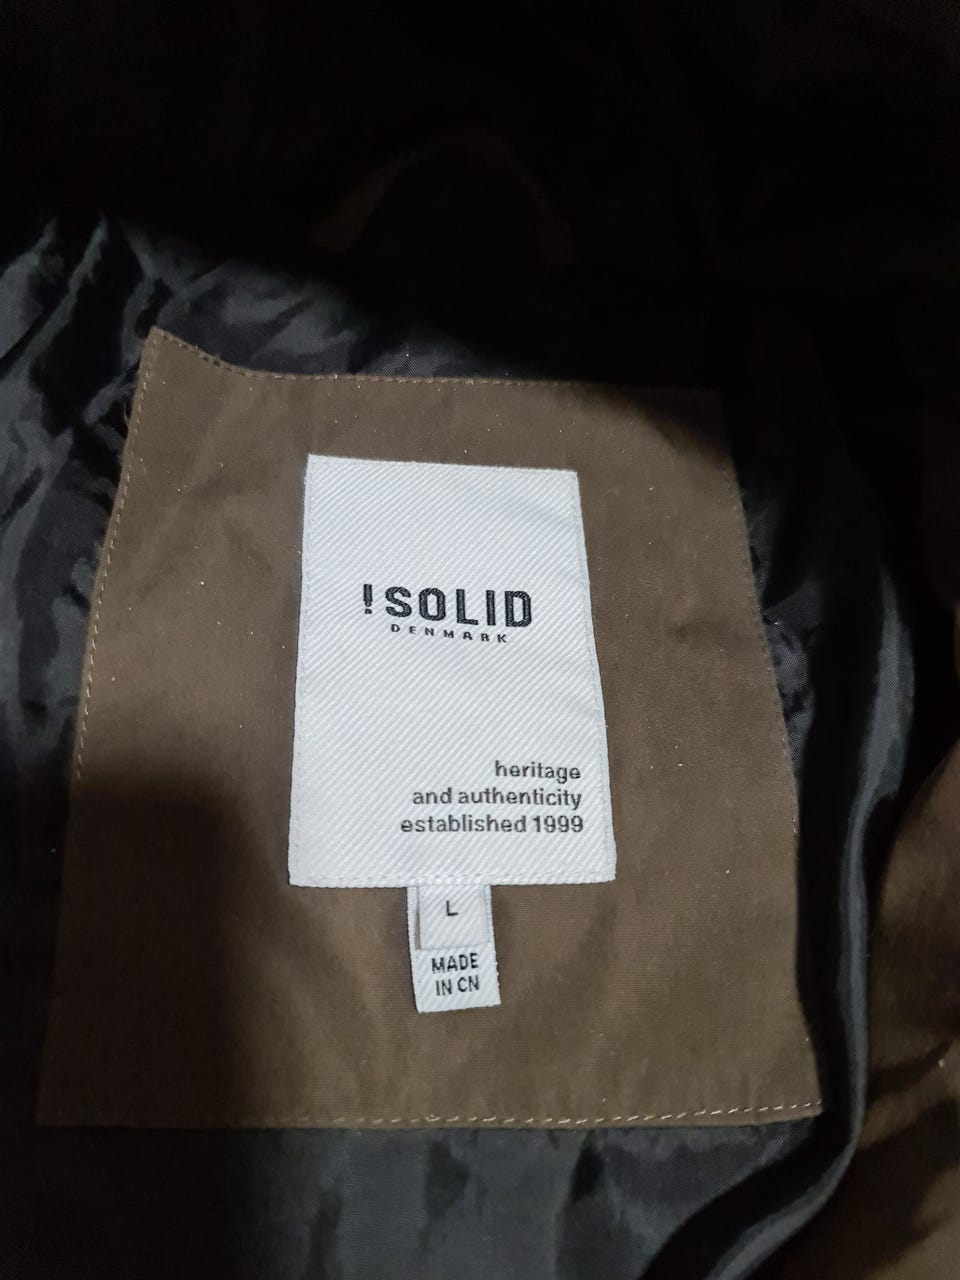 !SOLID
DENMARK
heritage
and authenticity
established 1999
L
MADE
IN CN